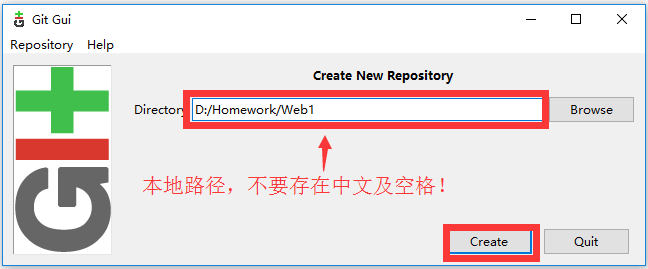 Git Gui
Repository Help
Create New Repository
Directory D:/Homework/Web1 Browse
本地路径，不要存在中文及空格！
Create Quit
GIT